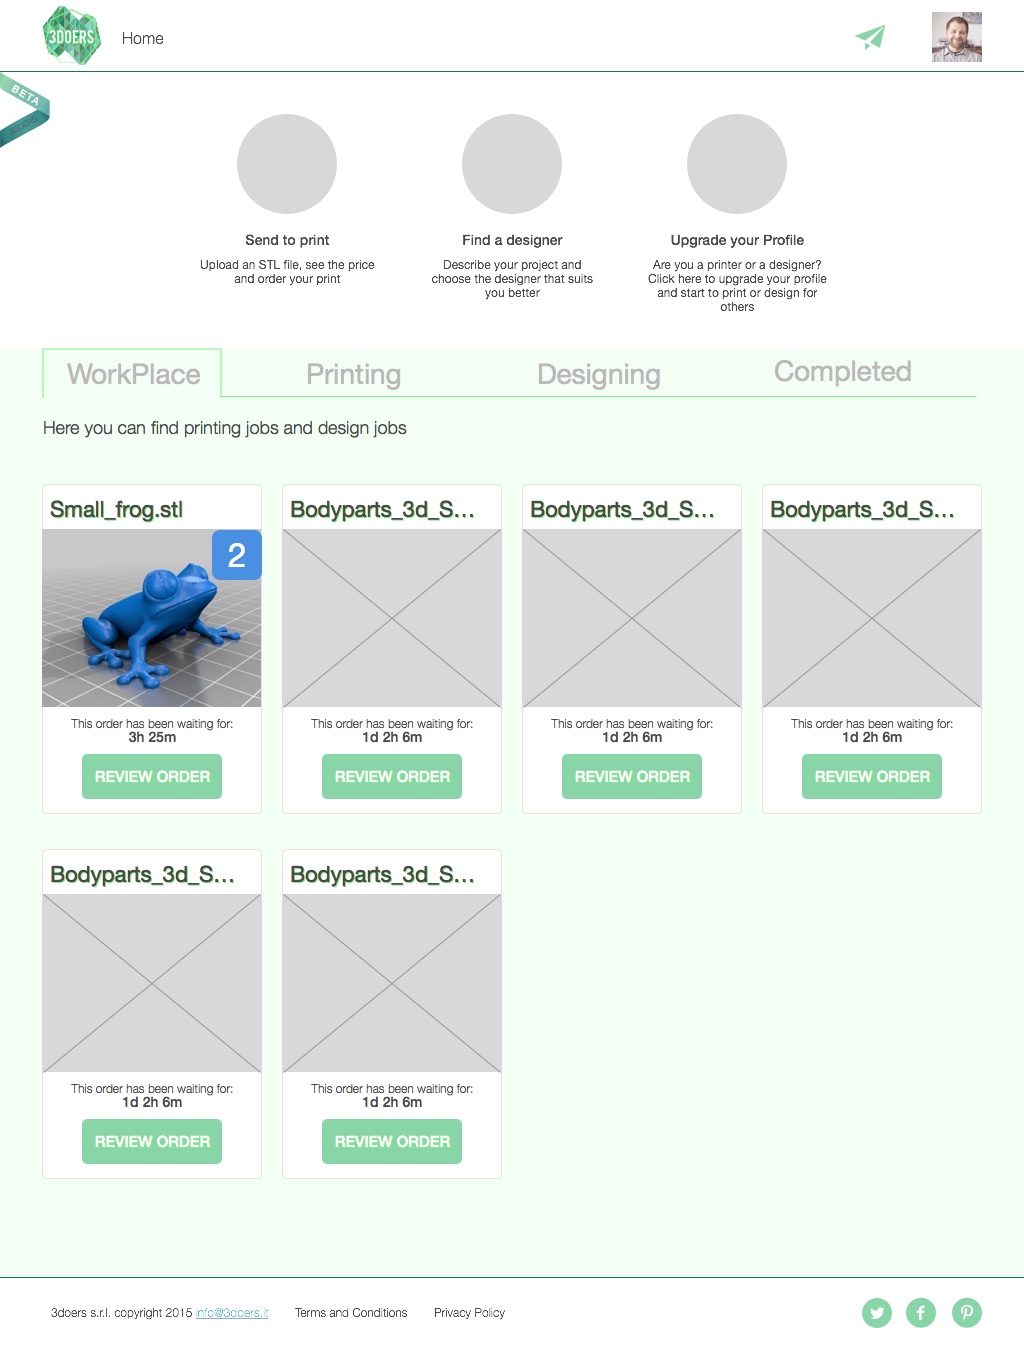 3DOERS
Home
BETA
3DOERS
Send to print
Find a designer
Upgrade your Profile
Upload an STL file, see the price
and order your print
Describe your project and
choose the designer that suits
you better
Are you a printer or a designer?
Click here to upgrade your profile
and start to print or design for
others
WorkPlace
Printing
Designing
Completed
Here you can find printing jobs and design jobs
Small_frog.stl
2
This order has been waiting for:
3h 25m
REVIEW ORDER
Bodyparts_3d_S...
This order has been waiting for:
1d 2h 6m
REVIEW ORDER
Bodyparts_3d_S...
This order has been waiting for:
1d 2h 6m
REVIEW ORDER
Bodyparts_3d_S...
This order has been waiting for:
1d 2h 6m
REVIEW ORDER
Bodyparts_3d_S...
This order has been waiting for:
1d 2h 6m
REVIEW ORDER
Bodyparts_3d_S...
This order has been waiting for:
1d 2h 6m
REVIEW ORDER
3doers s.r.l. copyright 2015 info@3doers.it
Terms and Conditions
Privacy Policy